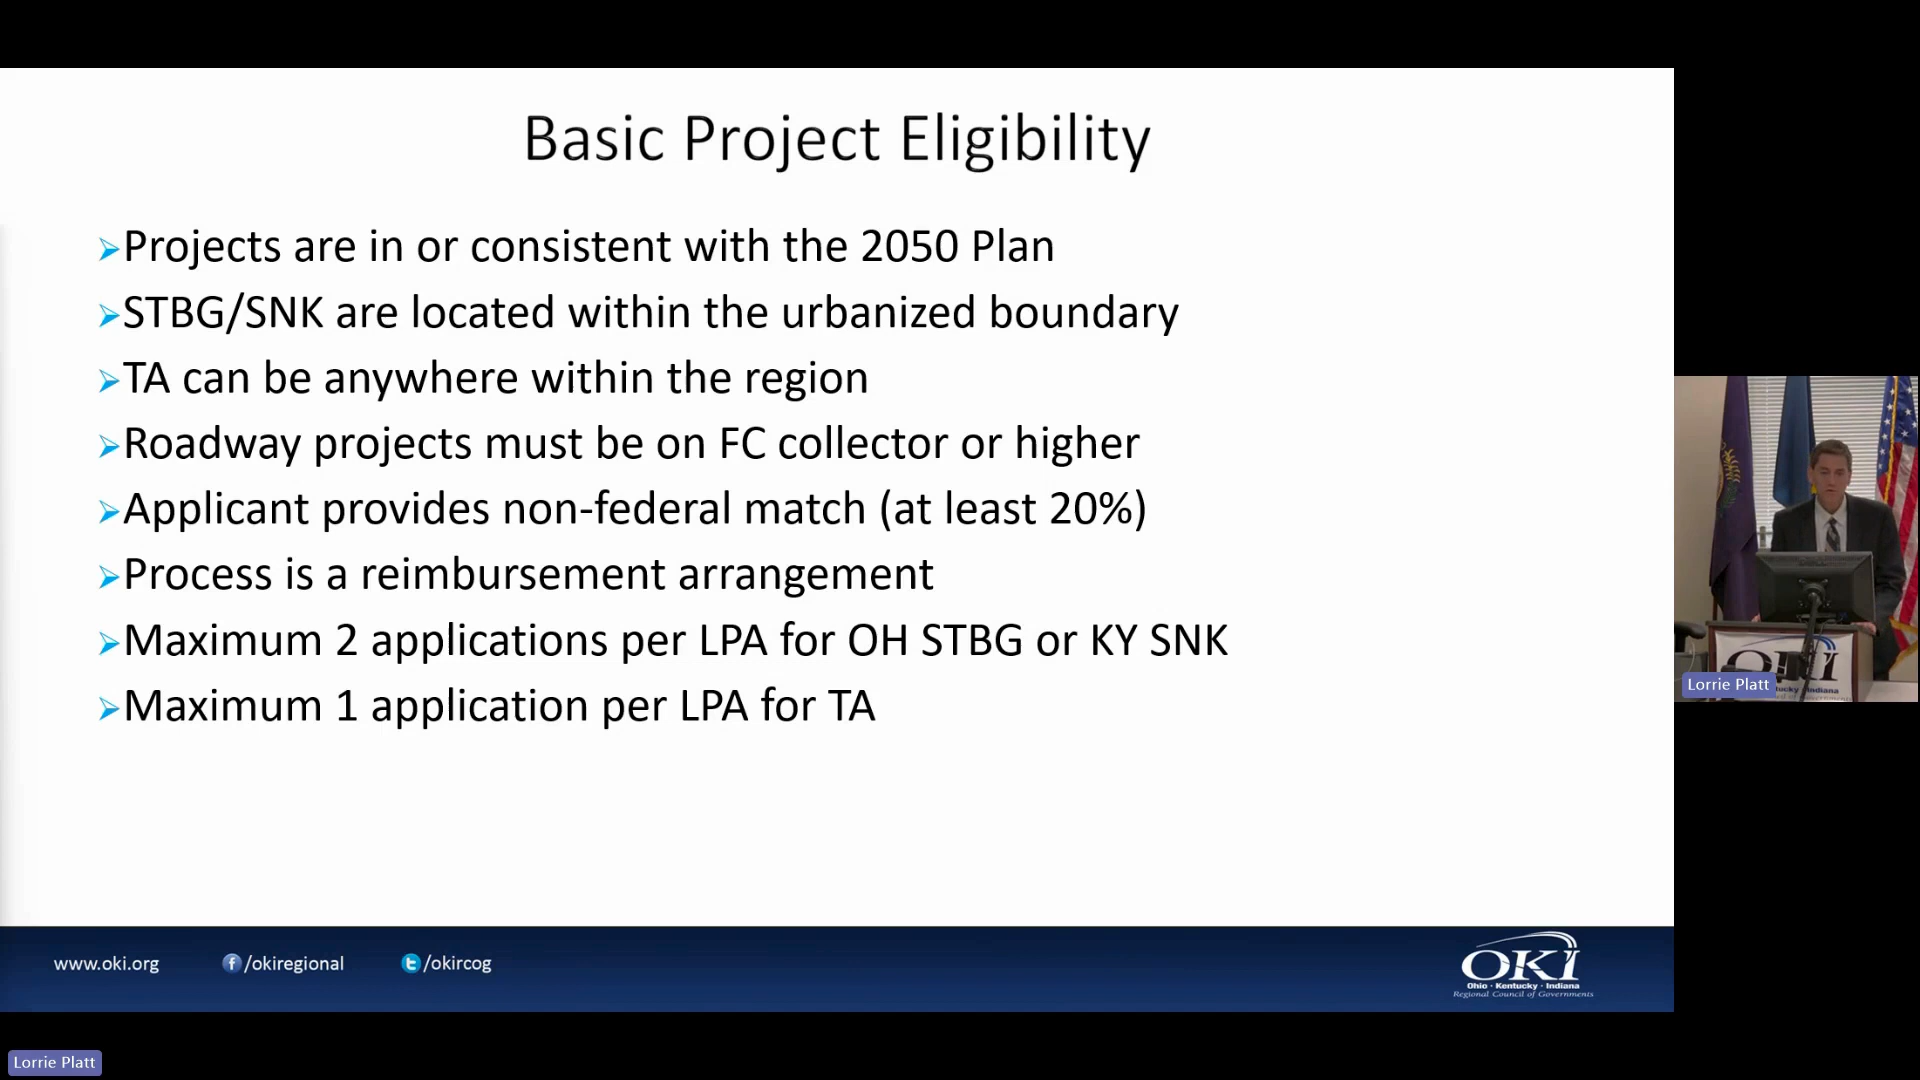 Basic Project Eligibility
Projects are in or consistent with the 2050 Plan
STBG/SNK are located within the urbanized boundary
TA can be anywhere within the region
Roadway projects must be on FC collector or higher
Applicant provides non-federal match (at least 20%)
Process is a reimbursement arrangement
Maximum 2 applications per LPA for OH STBG or KY SNK
Maximum 1 application per LPA for TA
www.oki.org
/okiregional
/okircog
OKI
Ohio · Kentucky · Indiana
Regional Council of Governments
OKI
Lorrie Platt
Lorrie Platt